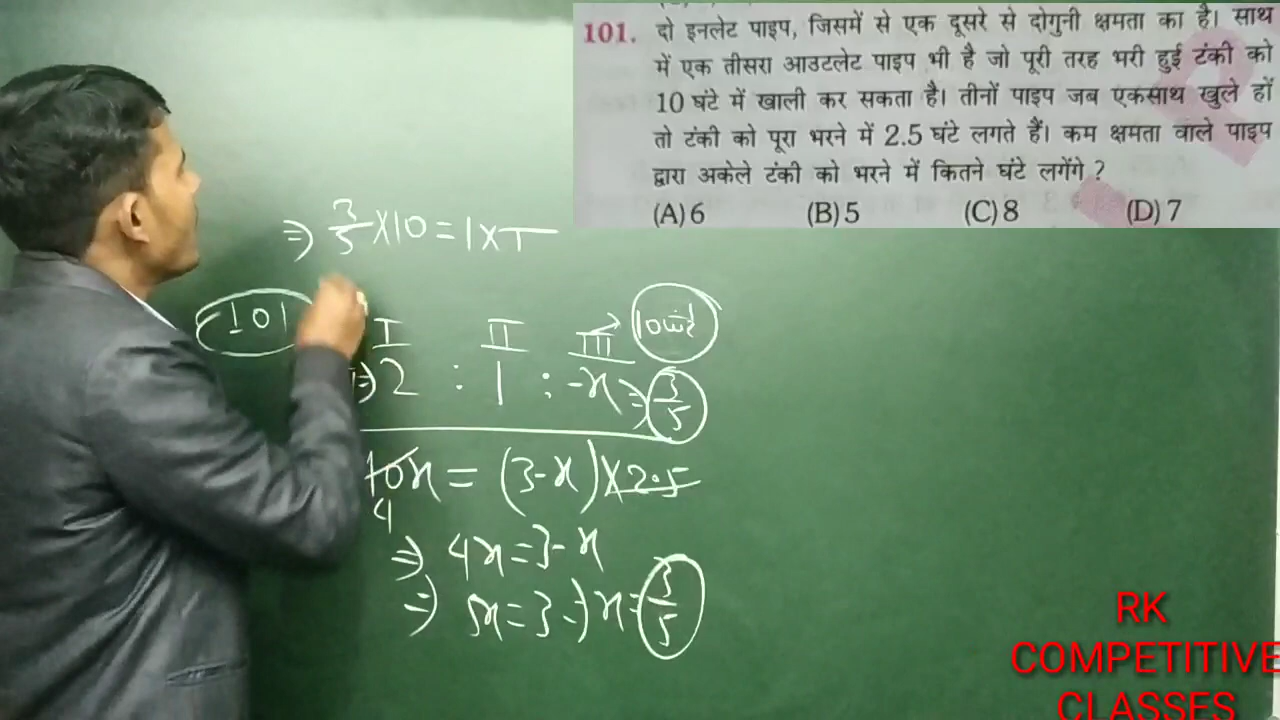 101. दो इनलेट पाइप, जिसमें से एक दूसरे से दोगुनी क्षमता का है। साथ
में एक तीसरा आउटलेट पाइप भी है जो पूरी तरह भरी हुई टंकी को
10 घंटे में खाली कर सकता है। तीनों पाइप जब एकसाथ खुले हों
तो टंकी को पूरा भरने में 2.5 घंटे लगते हैं। कम क्षमता वाले पाइप
द्वारा अकेले टंकी को भरने में कितने घंटे लगेंगे ?
(A) 6 (B) 5 (C) 8 (D) 7
⇒ 3/5 × 10 = 1 × T
101 I II III → 10घंटे
⇒ 2 : 1 : -x ⇒ 3/5
10x = (3-x) × 2.5
4
⇒ 4x = 3-x
⇒ 5x = 3 ⇒ x = 3/5
RK
COMPETITIVE
CLASSES